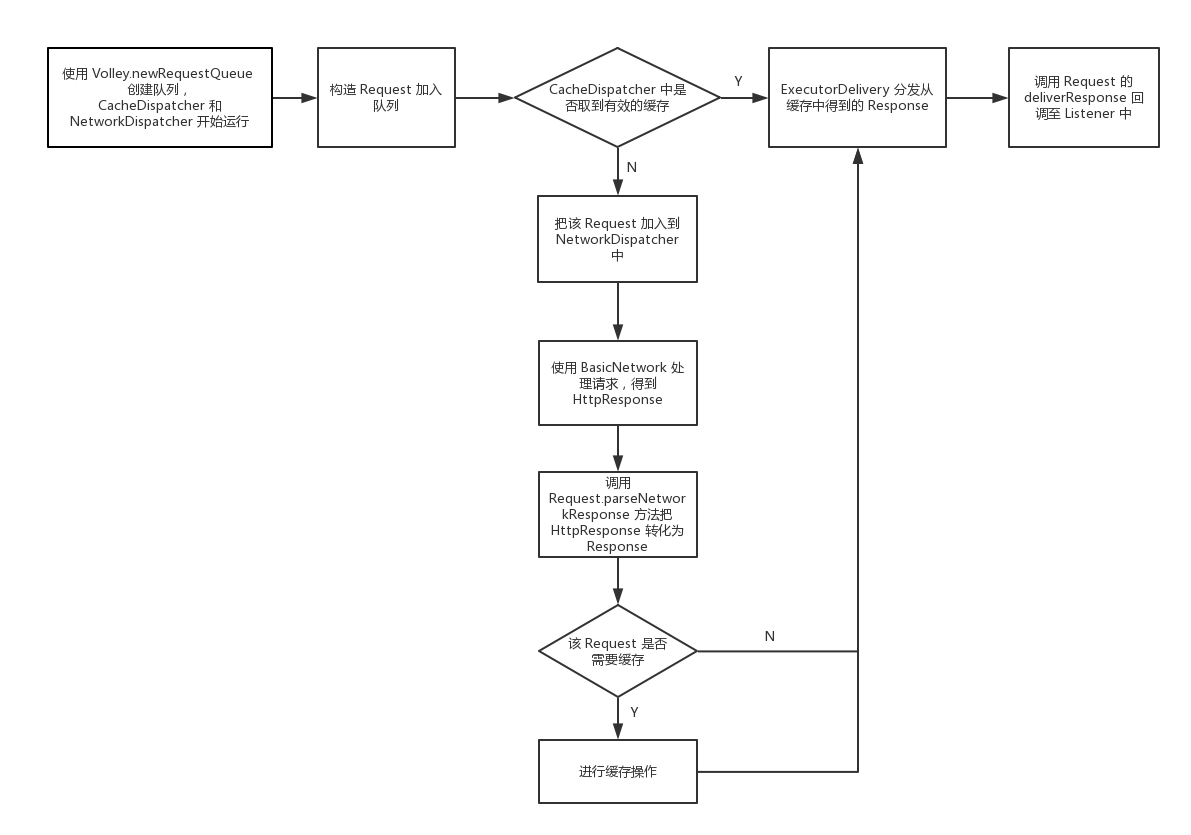 使用 Volley.newRequestQueue
创建队列，
CacheDispatcher 和
NetworkDispatcher 开始运行
构造 Request 加入
队列
CacheDispatcher 中是
否取到有效的缓存
Y
ExecutorDelivery 分发从
缓存中得到的 Response
调用 Request 的
deliverResponse 回
调至 Listener 中
N
把该 Request 加入到
NetworkDispatcher
中
使用 BasicNetwork 处
理请求，得到
HttpResponse
调用
Request.parseNetwor
kResponse 方法把
HttpResponse 转化为
Response
该 Request 是否
需要缓存
N
Y
进行缓存操作